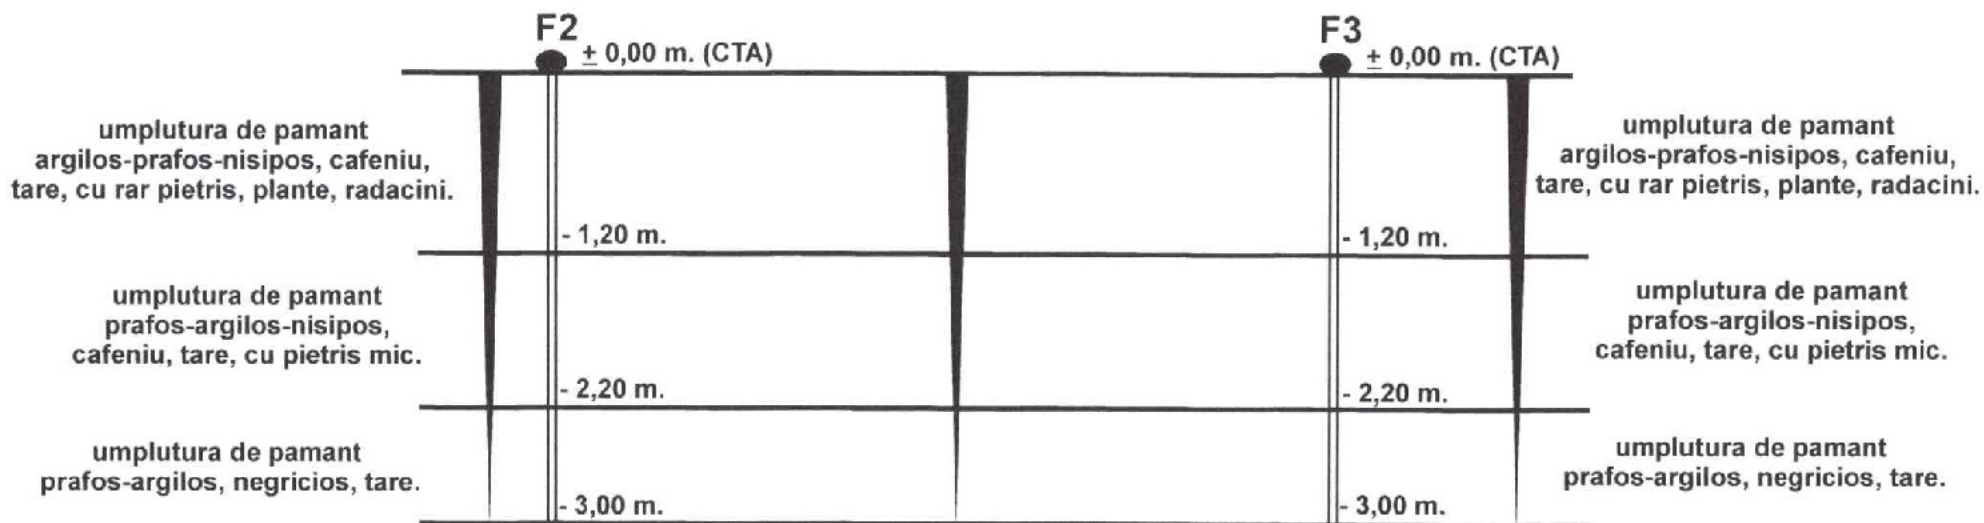 F2
± 0,00 m. (CTA)
F3
± 0,00 m. (CTA)
umplutura de pamant
argilos-prafos-nisipos, cafeniu,
tare, cu rar pietris, plante, radacini.
umplutura de pamant
argilos-prafos-nisipos, cafeniu,
tare, cu rar pietris, plante, radacini.
- 1,20 m.
- 1,20 m.
umplutura de pamant
prafos-argilos-nisipos,
cafeniu, tare, cu pietris mic.
umplutura de pamant
prafos-argilos-nisipos,
cafeniu, tare, cu pietris mic.
- 2,20 m.
- 2,20 m.
umplutura de pamant
prafos-argilos, negricios, tare.
umplutura de pamant
prafos-argilos, negricios, tare.
- 3,00 m.
- 3,00 m.